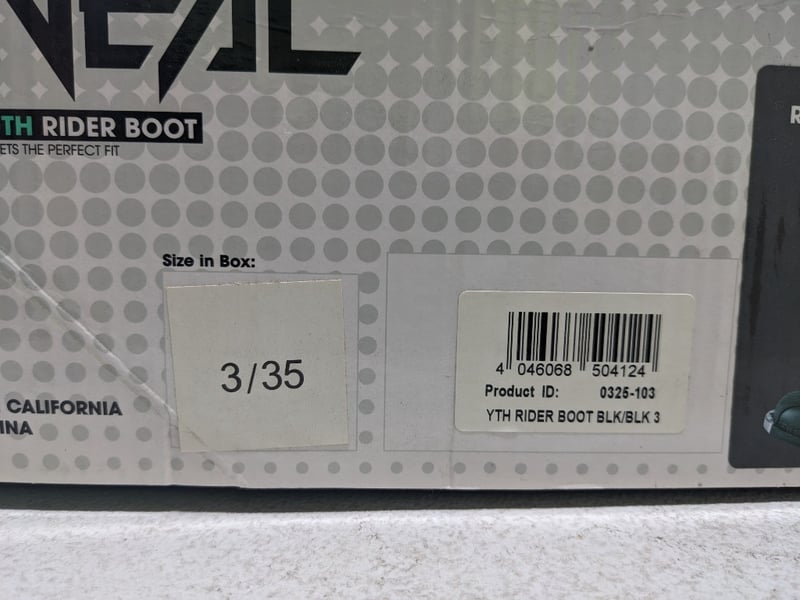 NEAL
TH RIDER BOOT
ETS THE PERFECT FIT
Size in Box:
3/35
4 046068 504124
Product ID: 0325-103
YTH RIDER BOOT BLK/BLK 3
CALIFORNIA
INA
R